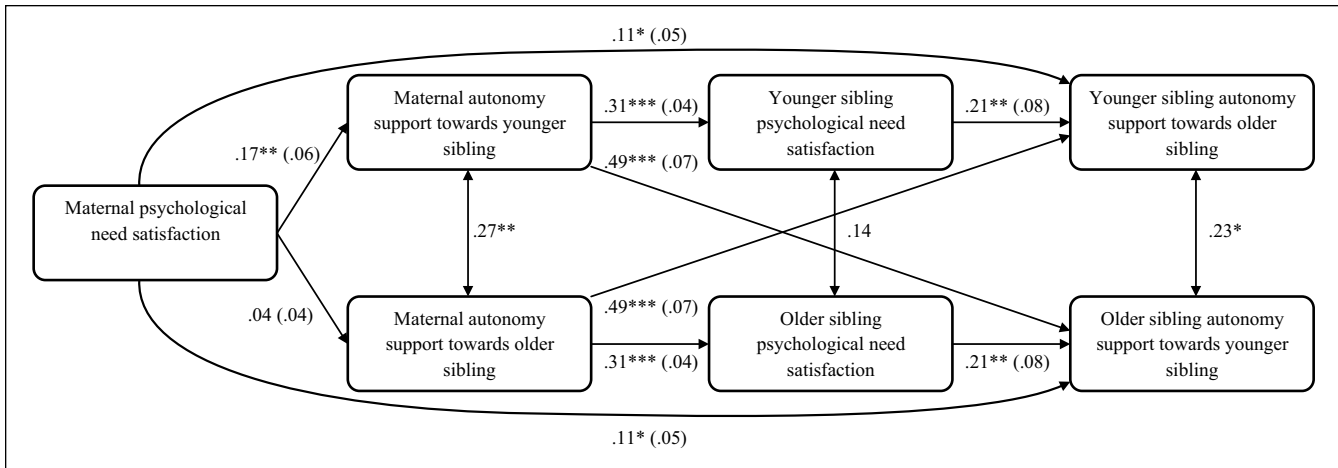 .11* (.05)
Maternal autonomy
support towards younger
sibling
.31*** (.04)
Younger sibling
psychological need
satisfaction
.21** (.08)
Younger sibling autonomy
support towards older
sibling
.17** (.06)
.49*** (.07)
Maternal psychological
need satisfaction
.27**
.14
.23*
.04 (.04)
.49*** (.07)
Maternal autonomy
support towards older
sibling
.31*** (.04)
Older sibling
psychological need
satisfaction
.21** (.08)
Older sibling autonomy
support towards younger
sibling
.11* (.05)